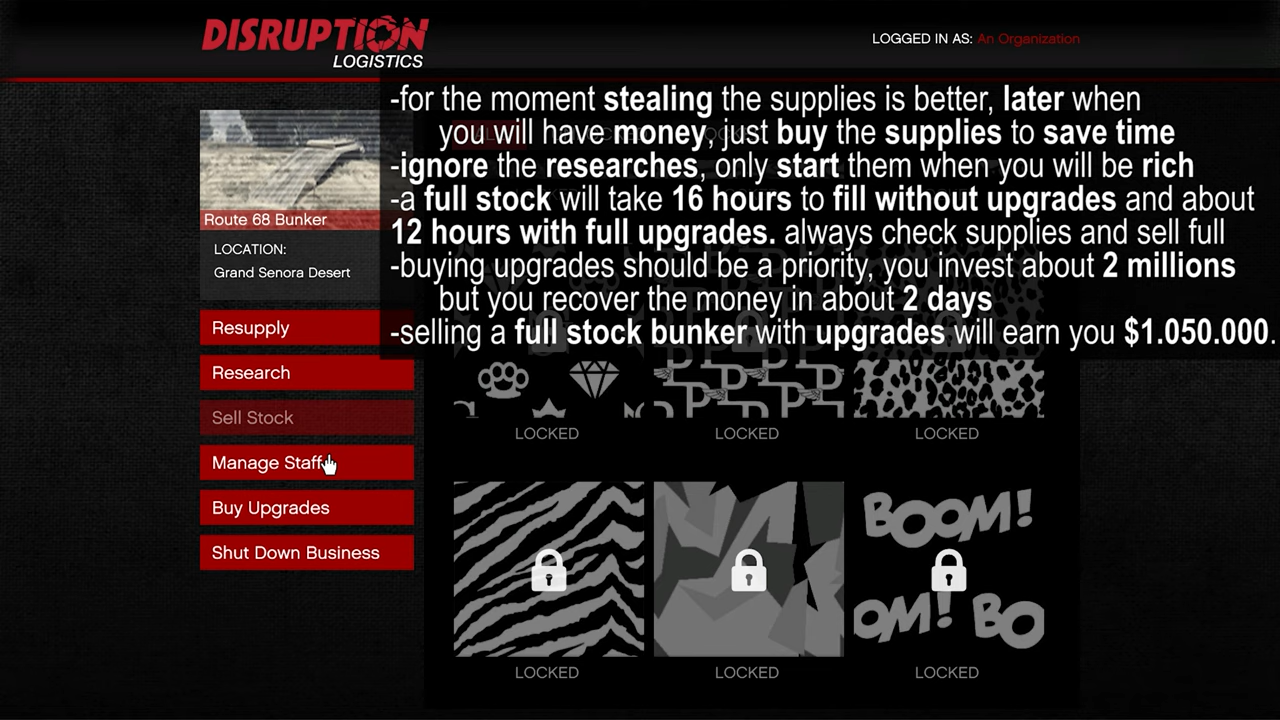 DISRUPTION
LOGISTICS
LOGGED IN AS: An Organization
-for the moment stealing the supplies is better, later when
you will have money, just buy the supplies to save time
-ignore the researches, only start them when you will be rich
-a full stock will take 16 hours to fill without upgrades and about
12 hours with full upgrades. always check supplies and sell full
-buying upgrades should be a priority, you invest about 2 millions
but you recover the money in about 2 days
-selling a full stock bunker with upgrades will earn you $1.050.000.
Route 68 Bunker
LOCATION:
Grand Senora Desert
Resupply
Research
Sell Stock
Manage Staff
Buy Upgrades
Shut Down Business
LOCKED LOCKED LOCKED
BOOM!
OM! BO
LOCKED LOCKED LOCKED